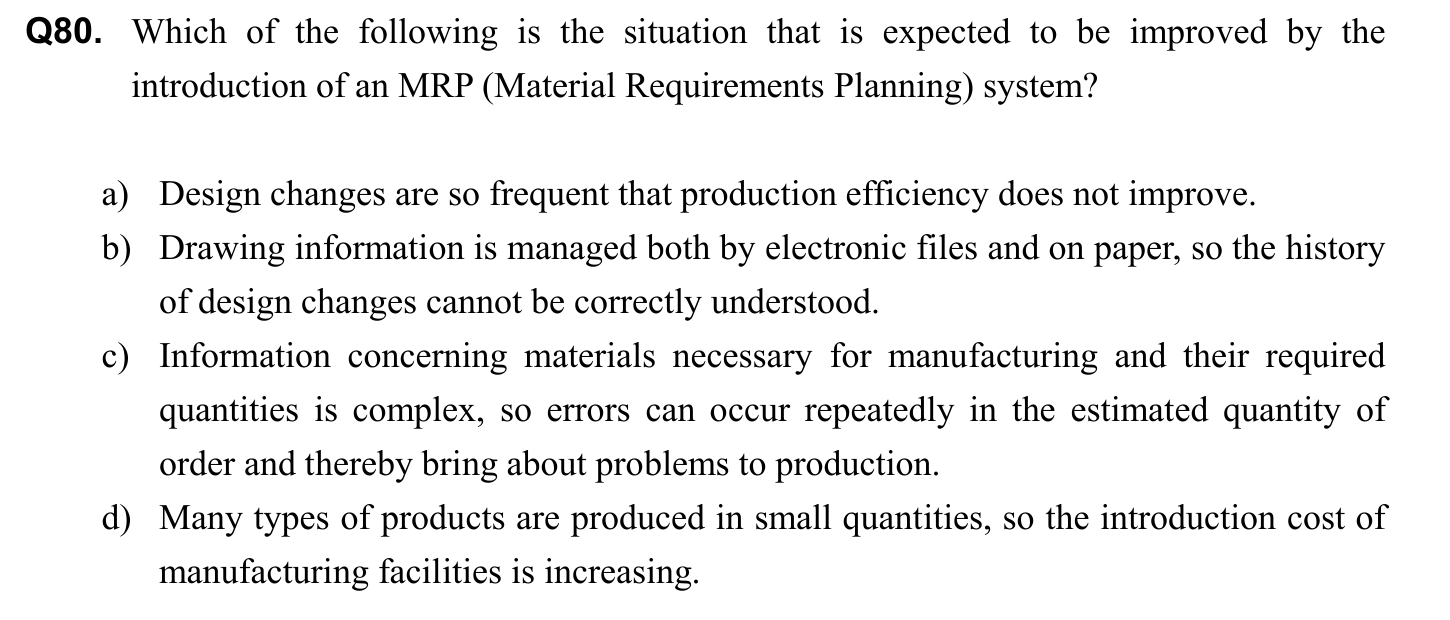 Q80. Which of the following is the situation that is expected to be improved by the
introduction of an MRP (Material Requirements Planning) system?
a) Design changes are so frequent that production efficiency does not improve.
b) Drawing information is managed both by electronic files and on paper, so the history
of design changes cannot be correctly understood.
c) Information concerning materials necessary for manufacturing and their required
quantities is complex, so errors can occur repeatedly in the estimated quantity of
order and thereby bring about problems to production.
d) Many types of products are produced in small quantities, so the introduction cost of
manufacturing facilities is increasing.